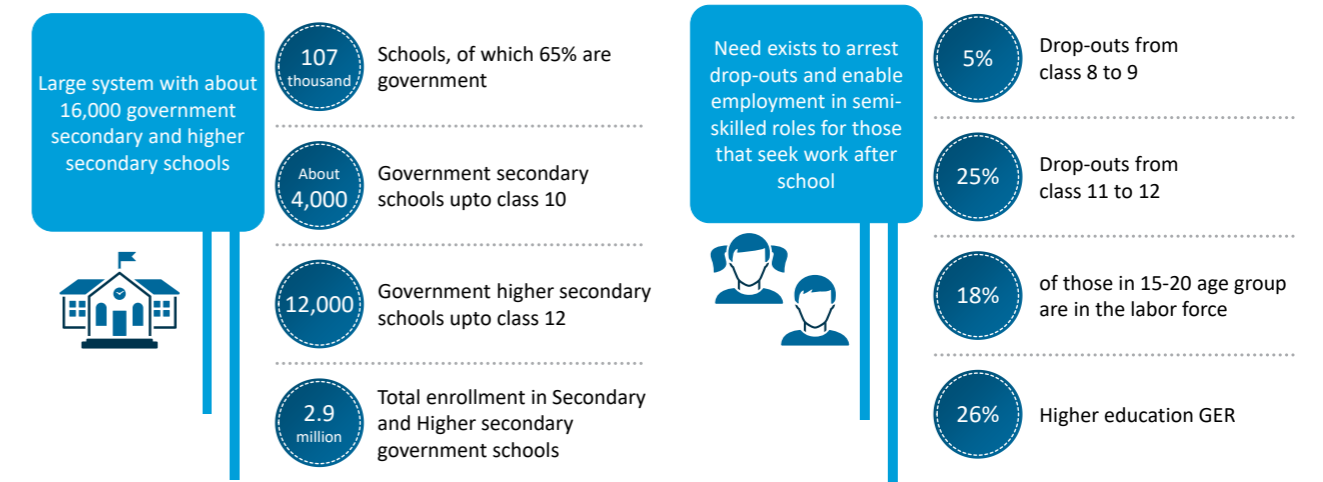 Large system with about
16,000 government
secondary and higher
secondary schools
107
thousand
Schools, of which 65% are
government
About
4,000
Government secondary
schools upto class 10
12,000
Government higher secondary
schools upto class 12
2.9
million
Total enrollment in Secondary
and Higher secondary
government schools
Need exists to arrest
drop-outs and enable
employment in semi-
skilled roles for those
that seek work after
school
5%
Drop-outs from
class 8 to 9
25%
Drop-outs from
class 11 to 12
18%
of those in 15-20 age group
are in the labor force
26%
Higher education GER